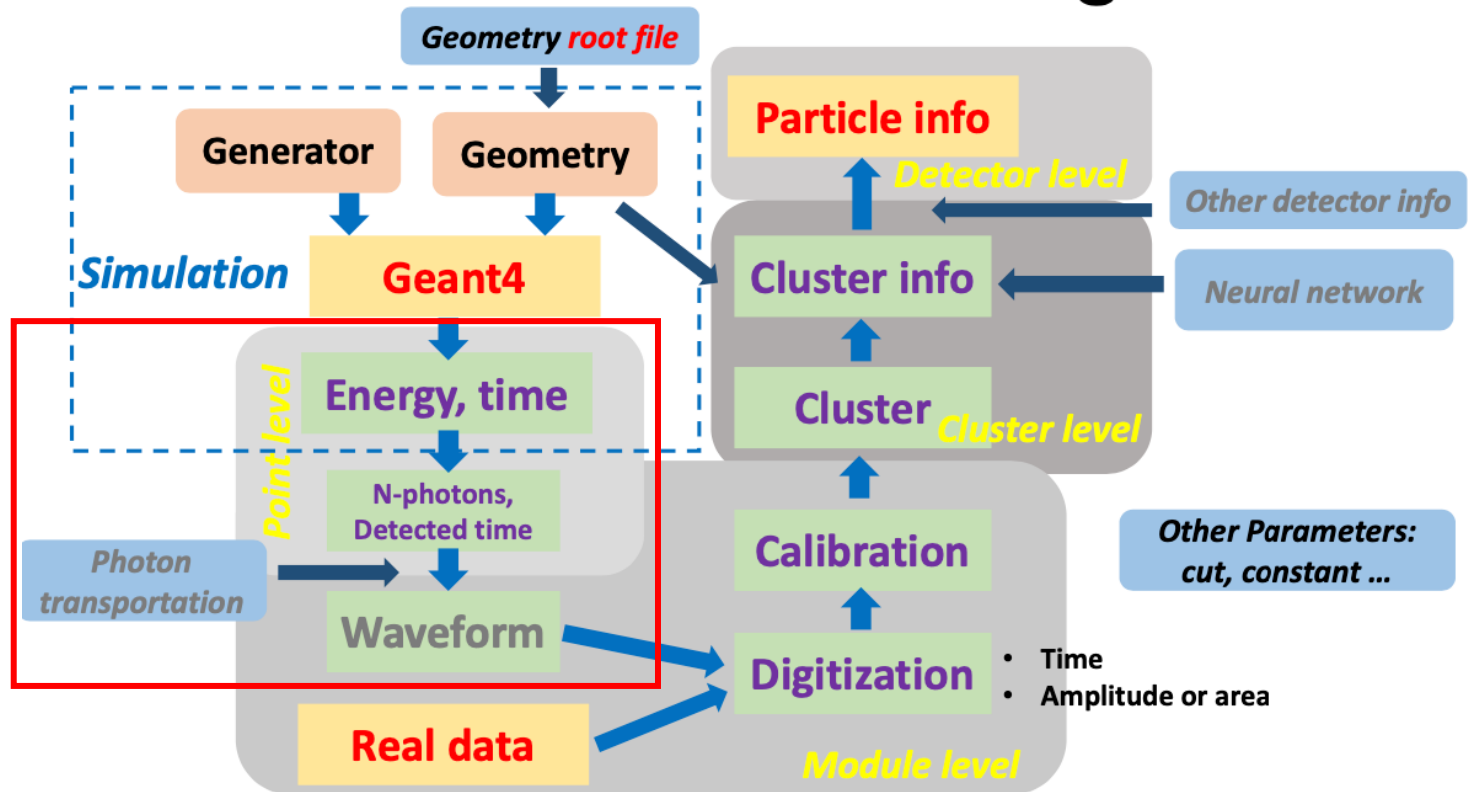 Geometry root file
Generator
Geometry
Simulation
Geant4
Point level
Energy, time
N-photons,
Detected time
Photon
transportation
Waveform
Real data
Particle info
Detector level
Other detector info
Cluster info
Neural network
Cluster
Cluster level
Calibration
Other Parameters:
cut, constant ...
Digitization
• Time
• Amplitude or area
Module level